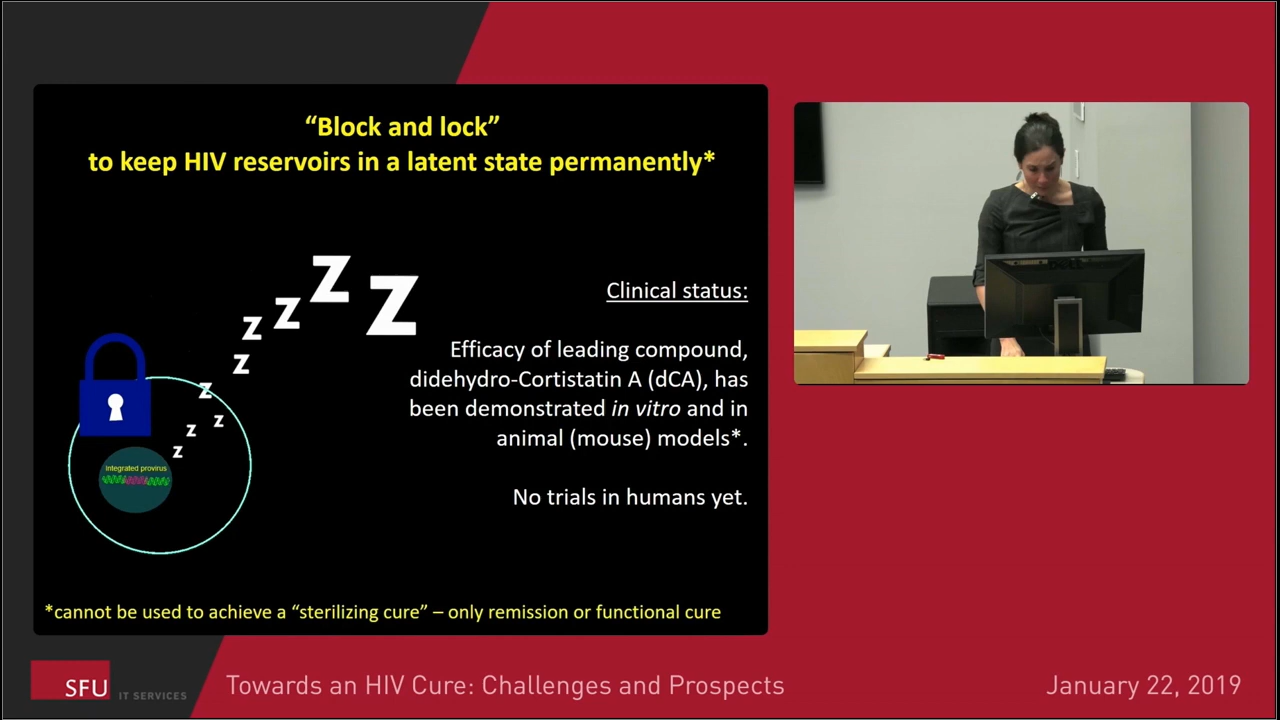 “Block and lock”
to keep HIV reservoirs in a latent state permanently*
z
z
z
z
z
z
z
z
Clinical status:
Efficacy of leading compound,
didehydro-Cortistatin A (dCA), has
been demonstrated in vitro and in
animal (mouse) models*.
No trials in humans yet.
integrated provirus
*cannot be used to achieve a “sterilizing cure” – only remission or functional cure
SFU IT SERVICES
Towards an HIV Cure: Challenges and Prospects
January 22, 2019